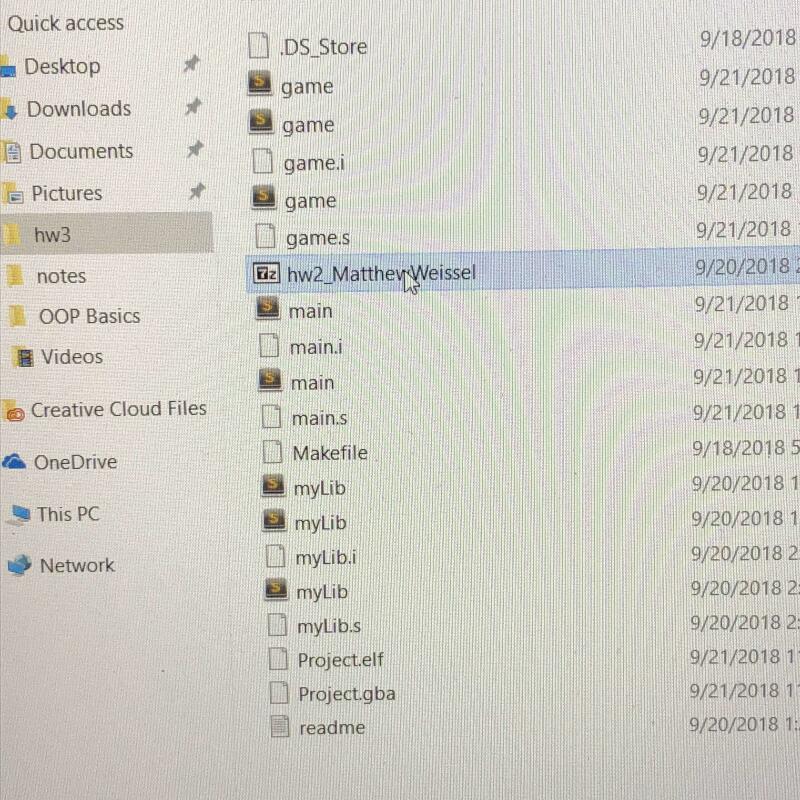 Quick access
Desktop
Downloads
Documents
Pictures
hw3
notes
OOP Basics
Videos
Creative Cloud Files
OneDrive
This PC
Network
.DS_Store 9/18/2018
game 9/21/2018
game 9/21/2018
game.i 9/21/2018
game 9/21/2018
game.s 9/21/2018
7z hw2_MatthewWeissel 9/20/2018 2
main 9/21/2018 1
main.i 9/21/2018 1
main 9/21/2018 1
main.s 9/21/2018 1
Makefile 9/18/2018 5
myLib 9/20/2018 1
myLib 9/20/2018 1
myLib.i 9/20/2018 2
myLib 9/20/2018 2:
myLib.s 9/20/2018 2:
Project.elf 9/21/2018 11
Project.gba 9/21/2018 11
readme 9/20/2018 1: